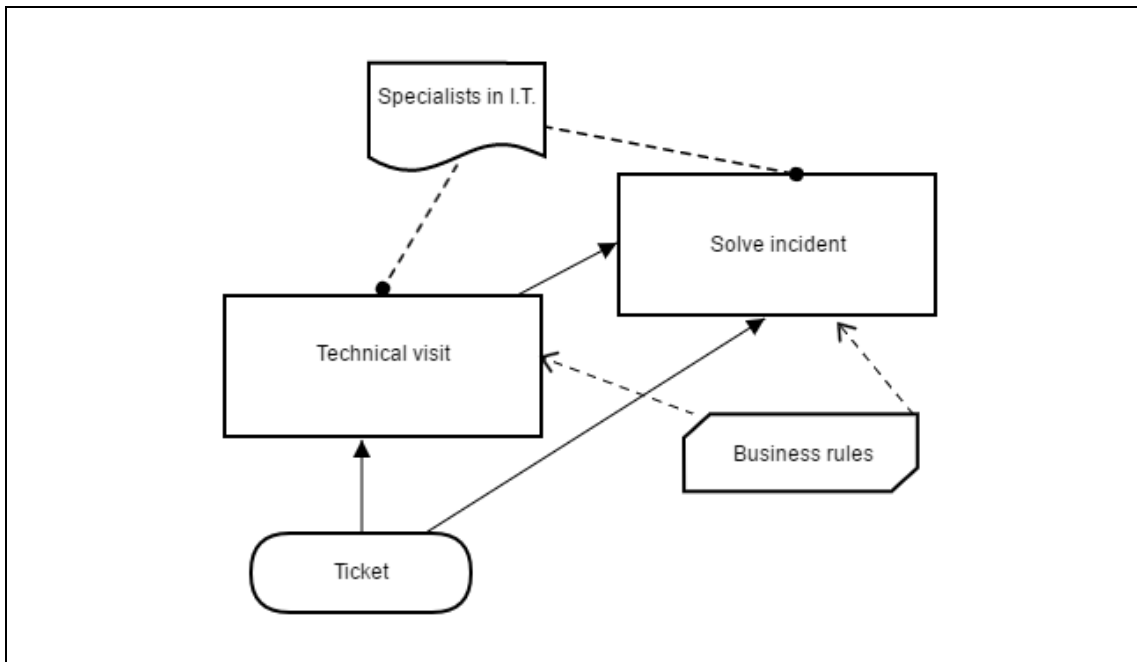 Specialists in I.T.
Solve incident
Technical visit
Business rules
Ticket